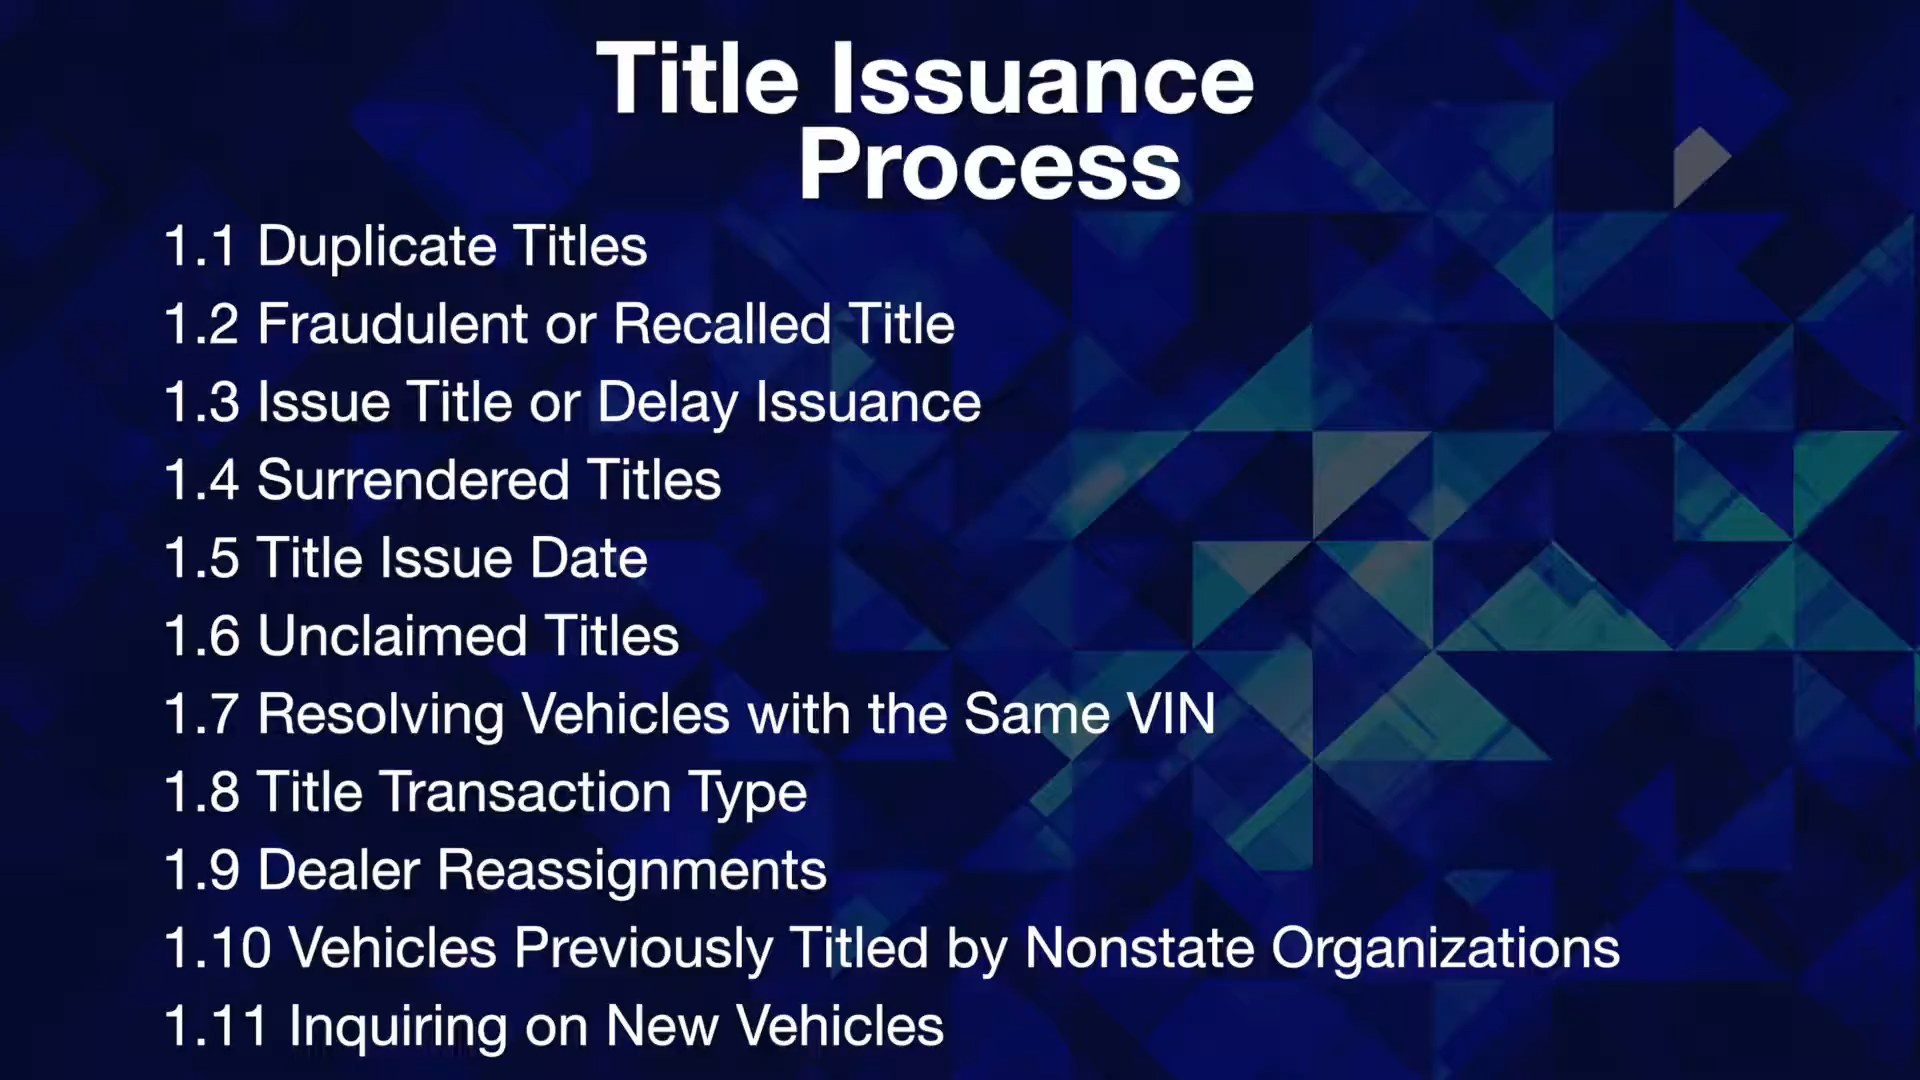 Title Issuance
Process
1.1 Duplicate Titles
1.2 Fraudulent or Recalled Title
1.3 Issue Title or Delay Issuance
1.4 Surrendered Titles
1.5 Title Issue Date
1.6 Unclaimed Titles
1.7 Resolving Vehicles with the Same VIN
1.8 Title Transaction Type
1.9 Dealer Reassignments
1.10 Vehicles Previously Titled by Nonstate Organizations
1.11 Inquiring on New Vehicles